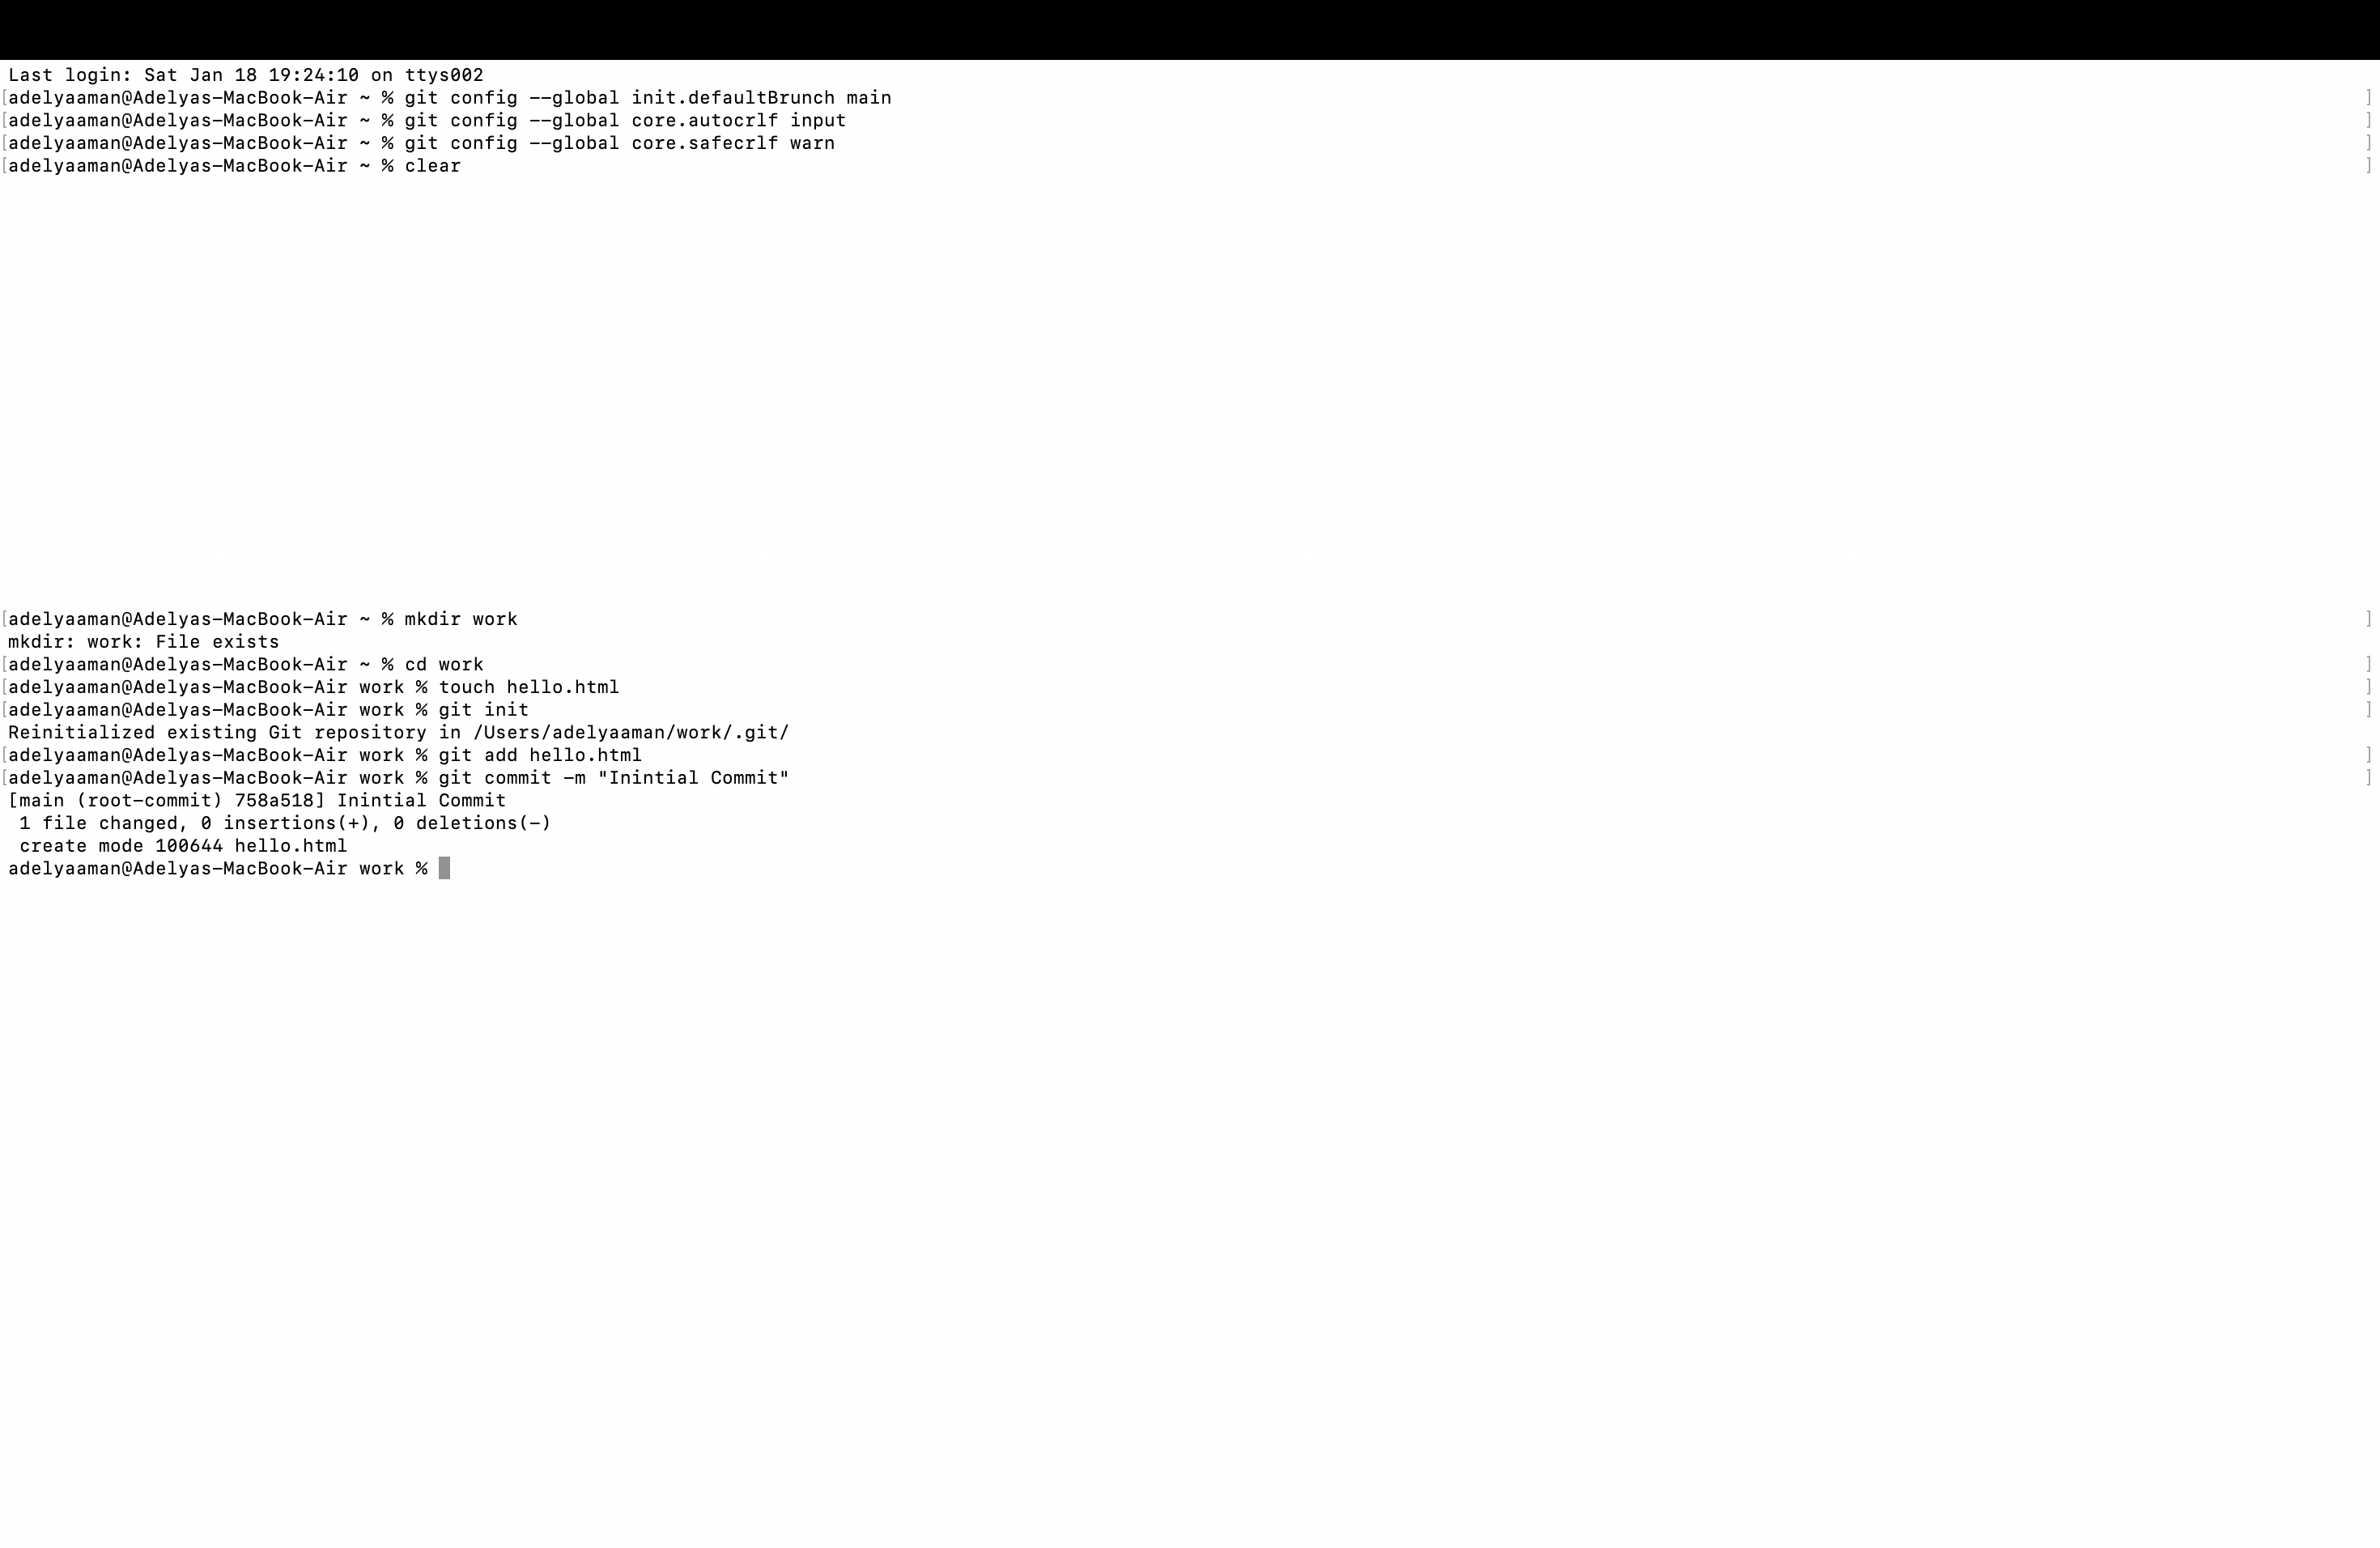 Last login: Sat Jan 18 19:24:10 on ttys002
[adelyaaman@Adelyas-MacBook-Air ~ % git config --global init.defaultBrunch main ]
[adelyaaman@Adelyas-MacBook-Air ~ % git config --global core.autocrlf input ]
[adelyaaman@Adelyas-MacBook-Air ~ % git config --global core.safecrlf warn ]
[adelyaaman@Adelyas-MacBook-Air ~ % clear ]
[adelyaaman@Adelyas-MacBook-Air ~ % mkdir work ]
mkdir: work: File exists
[adelyaaman@Adelyas-MacBook-Air ~ % cd work ]
[adelyaaman@Adelyas-MacBook-Air work % touch hello.html ]
[adelyaaman@Adelyas-MacBook-Air work % git init ]
Reinitialized existing Git repository in /Users/adelyaaman/work/.git/
[adelyaaman@Adelyas-MacBook-Air work % git add hello.html ]
[adelyaaman@Adelyas-MacBook-Air work % git commit -m "Inintial Commit" ]
[main (root-commit) 758a518] Inintial Commit
 1 file changed, 0 insertions(+), 0 deletions(-)
 create mode 100644 hello.html
adelyaaman@Adelyas-MacBook-Air work %